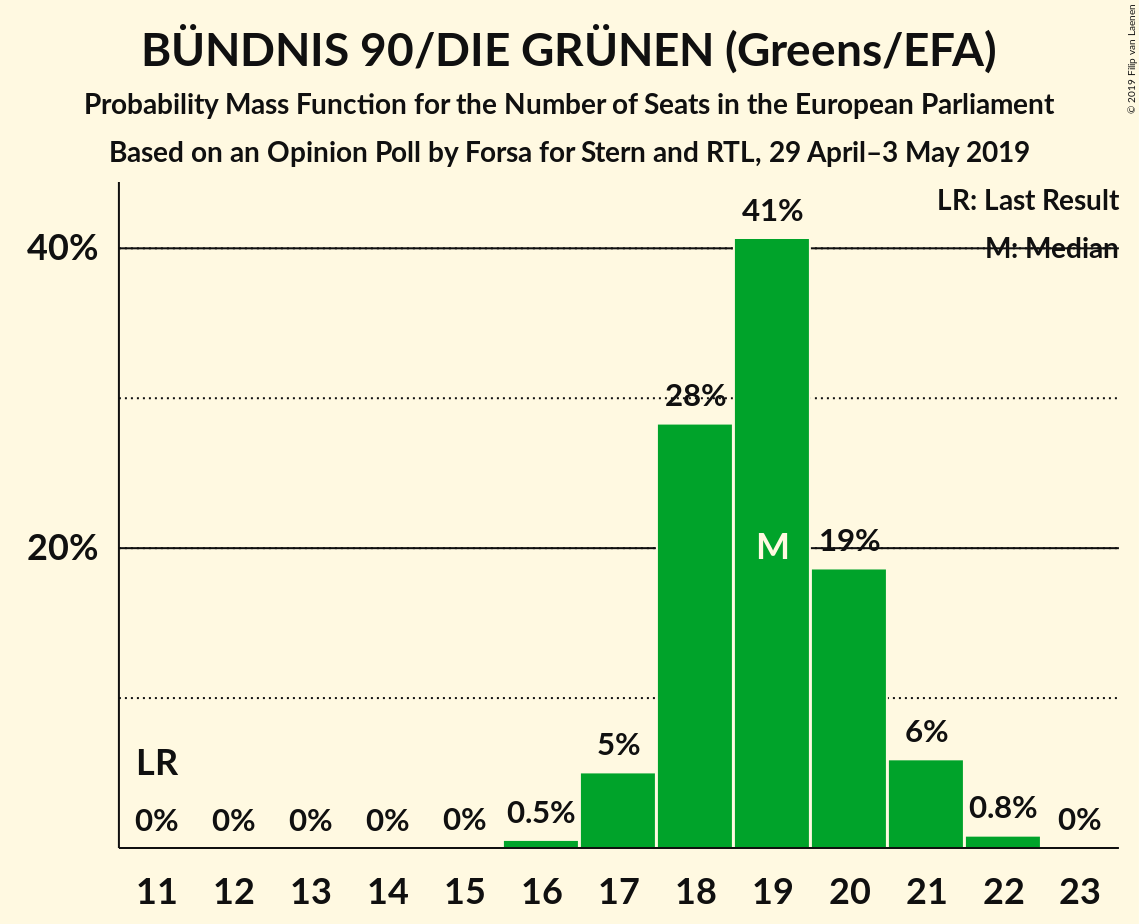 BÜNDNIS 90/DIE GRÜNEN (Greens/EFA)
Probability Mass Function for the Number of Seats in the European Parliament
Based on an Opinion Poll by Forsa for Stern and RTL, 29 April–3 May 2019
© 2019 Filip van Laenen
LR: Last Result
M: Median
40%
20%
41%
28%
M
19%
LR
5%
6%
0% 0% 0% 0% 0% 0.5% 0.8% 0%
11 12 13 14 15 16 17 18 19 20 21 22 23